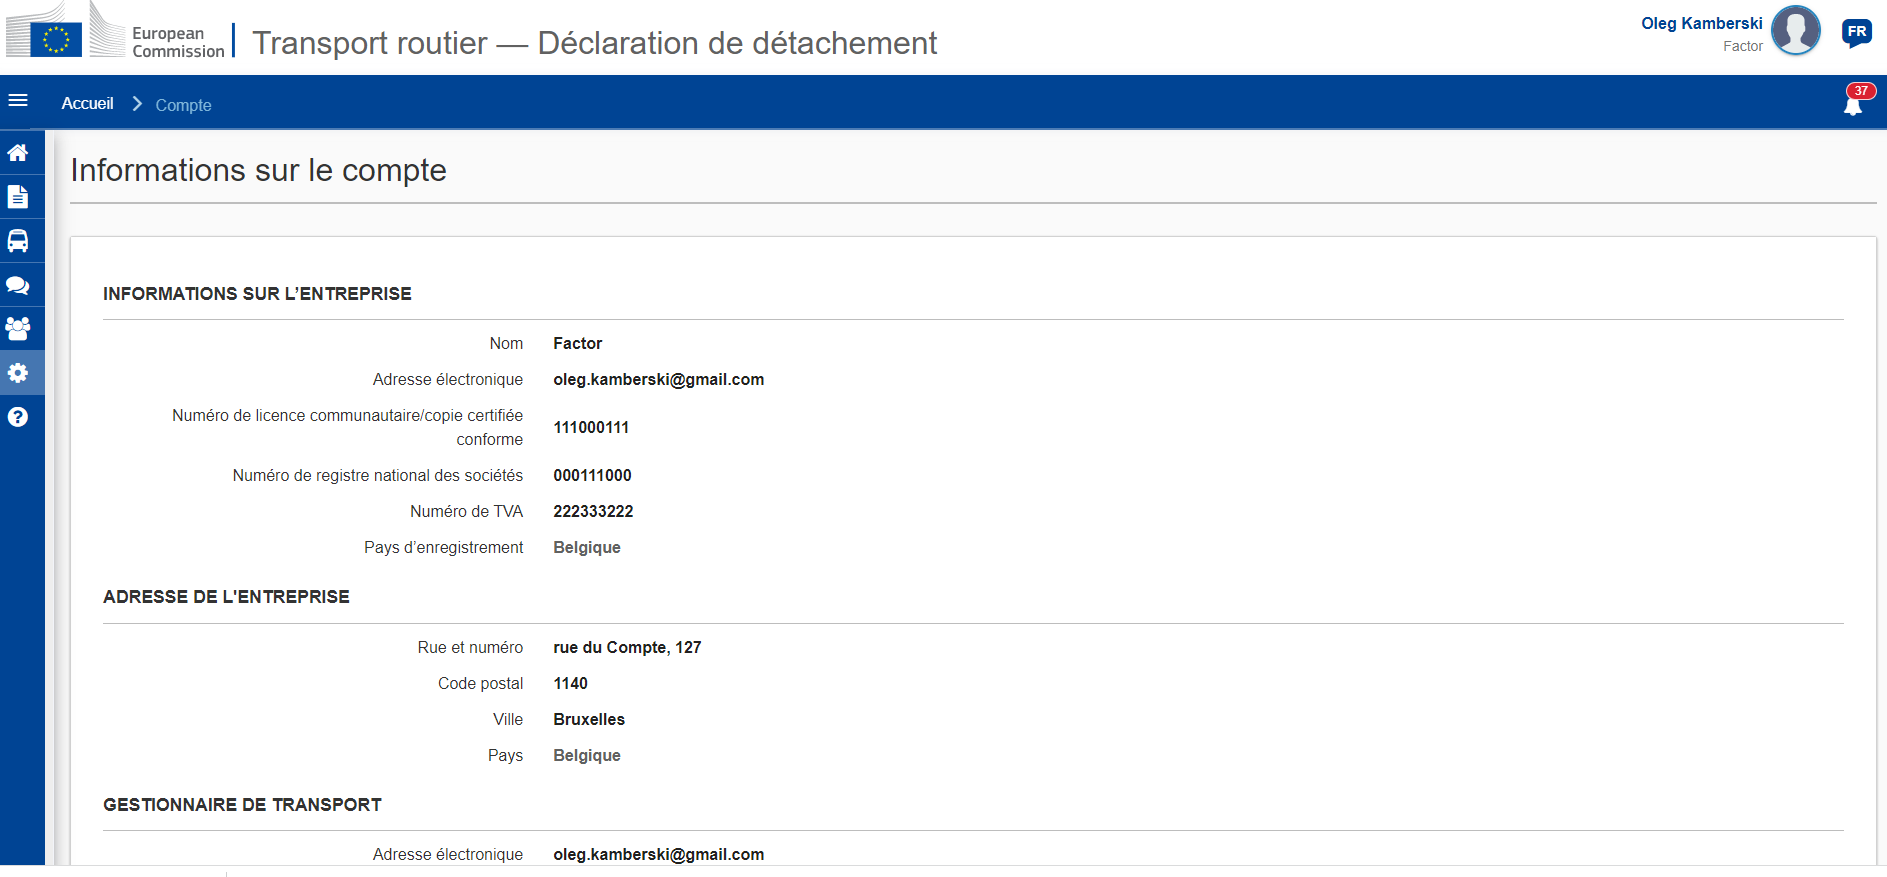 European
Commission
Transport routier — Déclaration de détachement
Oleg Kamberski
Factor
FR
Accueil
Compte
37
Informations sur le compte
INFORMATIONS SUR L’ENTREPRISE
Nom Factor
Adresse électronique oleg.kamberski@gmail.com
Numéro de licence communautaire/copie certifiée
conforme 111000111
Numéro de registre national des sociétés 000111000
Numéro de TVA 222333222
Pays d’enregistrement Belgique
ADRESSE DE L'ENTREPRISE
Rue et numéro rue du Compte, 127
Code postal 1140
Ville Bruxelles
Pays Belgique
GESTIONNAIRE DE TRANSPORT
Adresse électronique oleg.kamberski@gmail.com